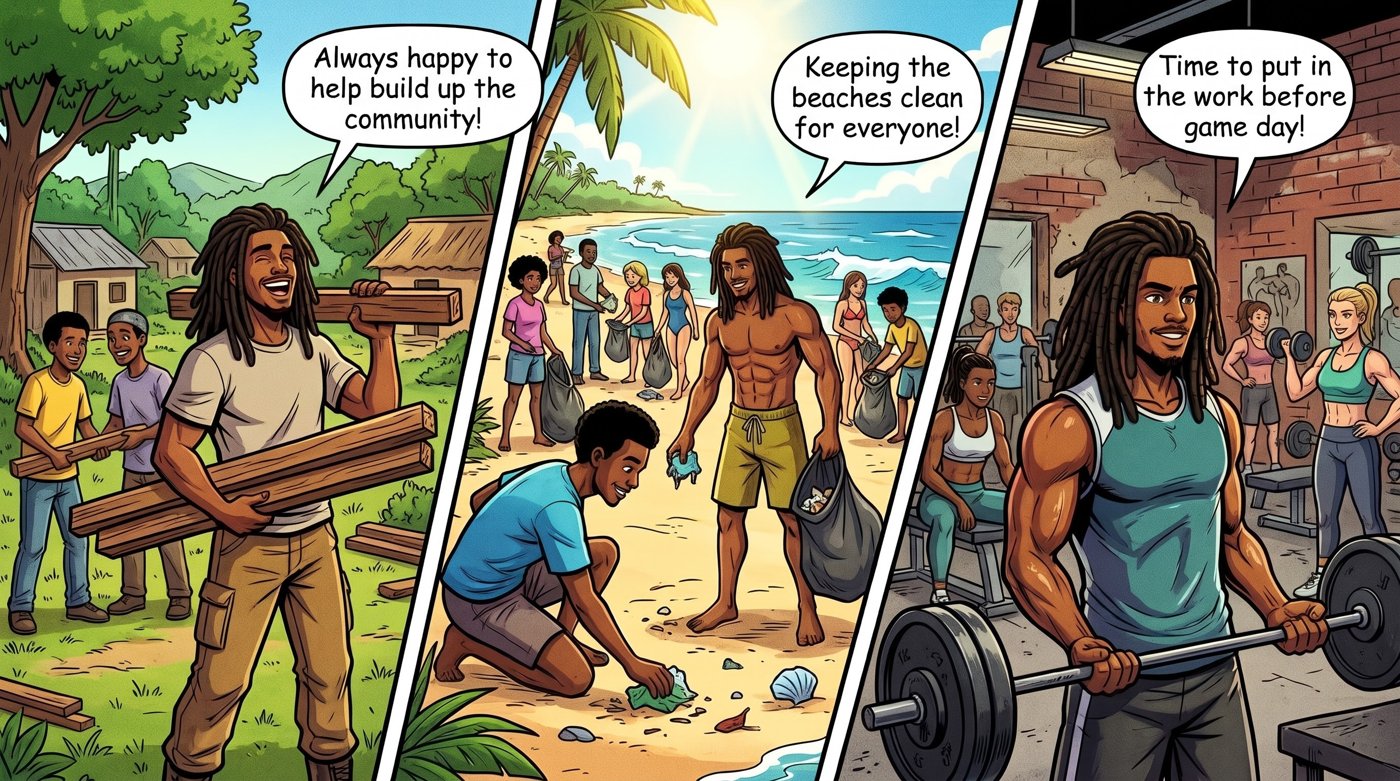 Always happy to
help build up the
community!
Keeping the
beaches clean
for everyone!
Time to put in
the work before
game day!